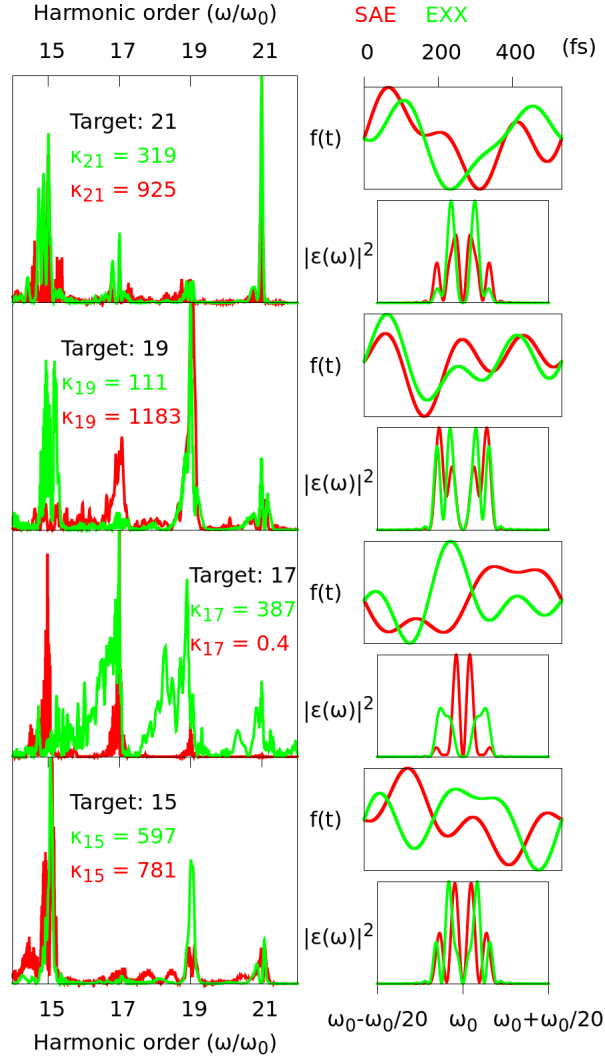 Harmonic order (ω/ω₀)
15 17 19 21
SAE EXX
0 200 400 (fs)
Target: 21
κ₂₁ = 319
κ₂₁ = 925
f(t)
|ε(ω)|²
Target: 19
κ₁₉ = 111
κ₁₉ = 1183
f(t)
|ε(ω)|²
Target: 17
κ₁₇ = 387
κ₁₇ = 0.4
f(t)
|ε(ω)|²
Target: 15
κ₁₅ = 597
κ₁₅ = 781
f(t)
|ε(ω)|²
15 17 19 21
Harmonic order (ω/ω₀)
ω₀-ω₀/20 ω₀ ω₀+ω₀/20